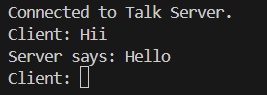 Connected to Talk Server.
Client: Hii
Server says: Hello
Client: